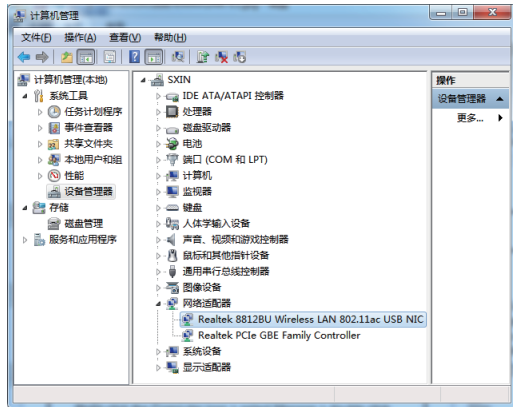 计算机管理
文件(F) 操作(A) 查看(V) 帮助(H)
计算机管理(本地)
系统工具
任务计划程序
事件查看器
共享文件夹
本地用户和组
性能
设备管理器
存储
磁盘管理
服务和应用程序
SXIN
IDE ATA/ATAPI 控制器
处理器
磁盘驱动器
电池
端口 (COM 和 LPT)
计算机
监视器
键盘
人体学输入设备
声音、视频和游戏控制器
鼠标和其他指针设备
通用串行总线控制器
图像设备
网络适配器
Realtek 8812BU Wireless LAN 802.11ac USB NIC
Realtek PCIe GBE Family Controller
系统设备
显示适配器
操作
设备管理器
更多...